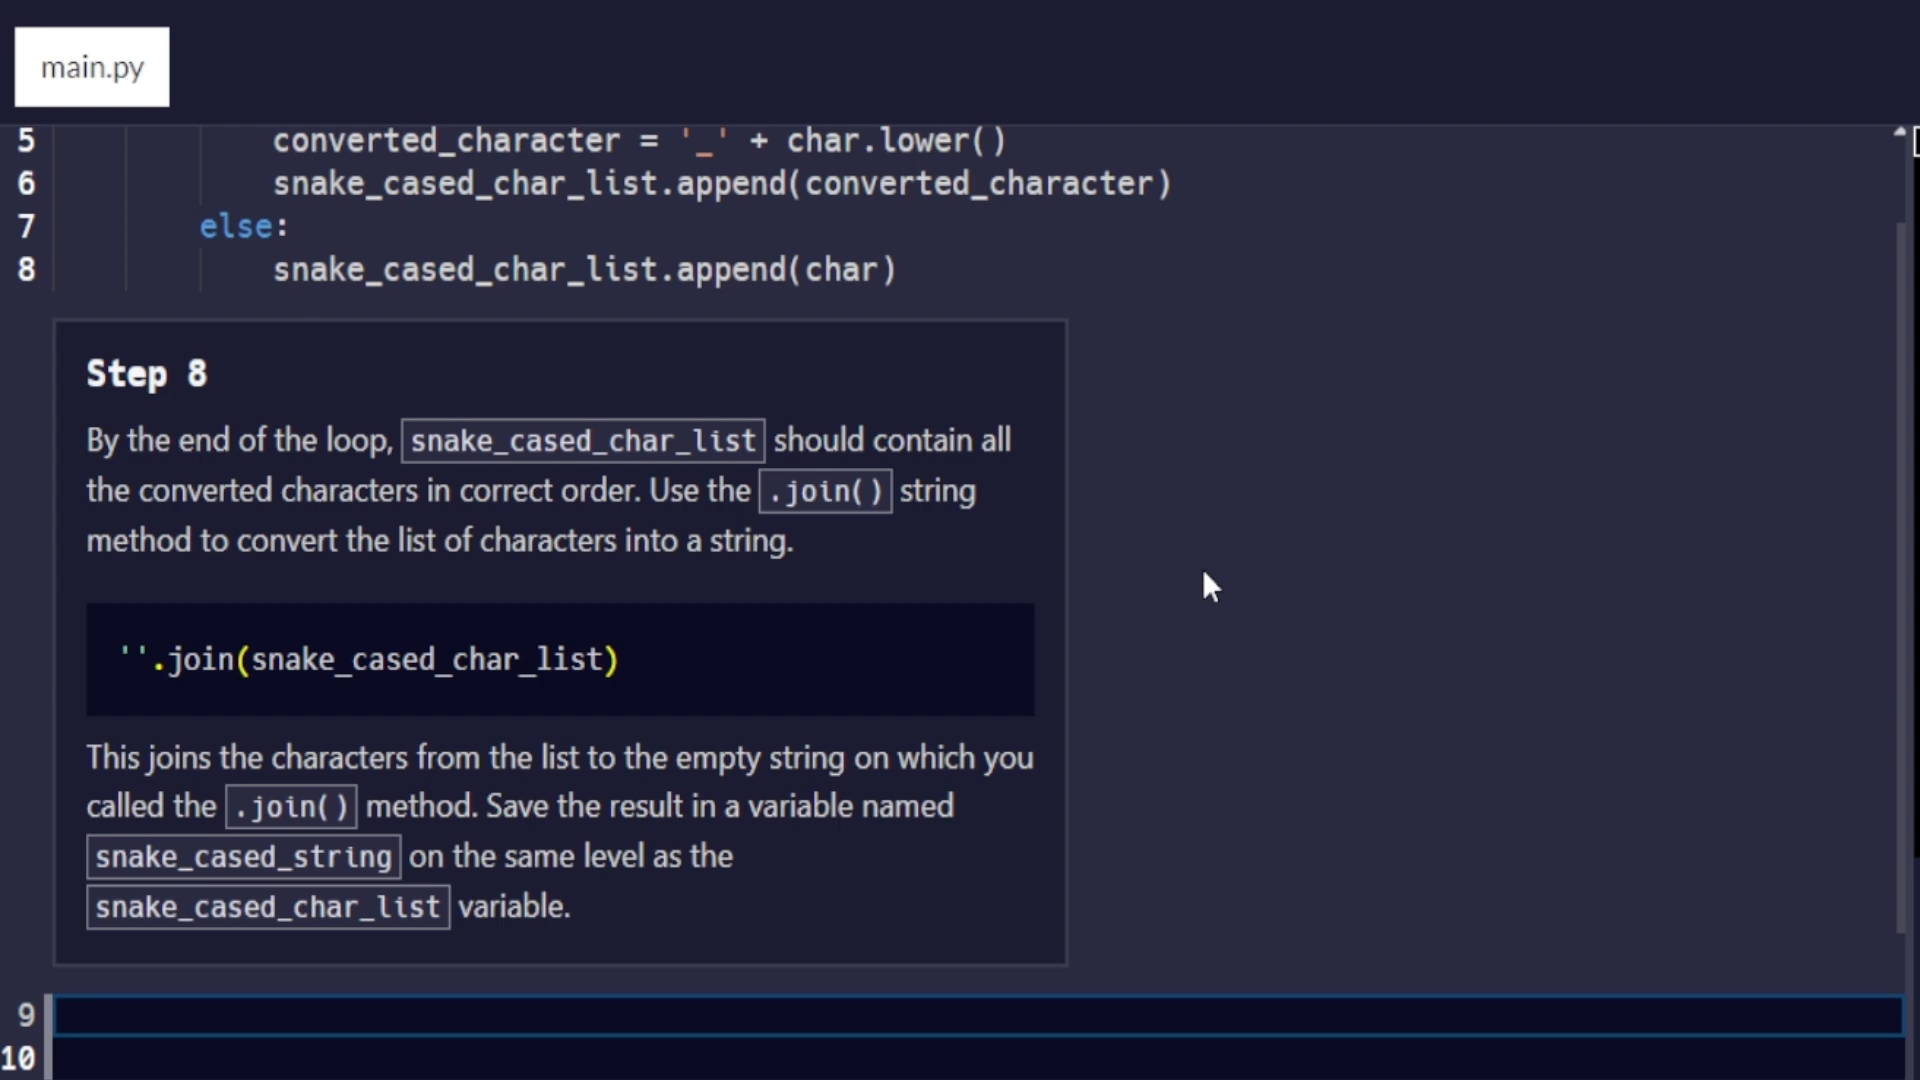 main.py
5 converted_character = '_' + char.lower()
6 snake_cased_char_list.append(converted_character)
7 else:
8 snake_cased_char_list.append(char)
Step 8
By the end of the loop, snake_cased_char_list should contain all
the converted characters in correct order. Use the .join() string
method to convert the list of characters into a string.
''.join(snake_cased_char_list)
This joins the characters from the list to the empty string on which you
called the .join() method. Save the result in a variable named
snake_cased_string on the same level as the
snake_cased_char_list variable.
9
10